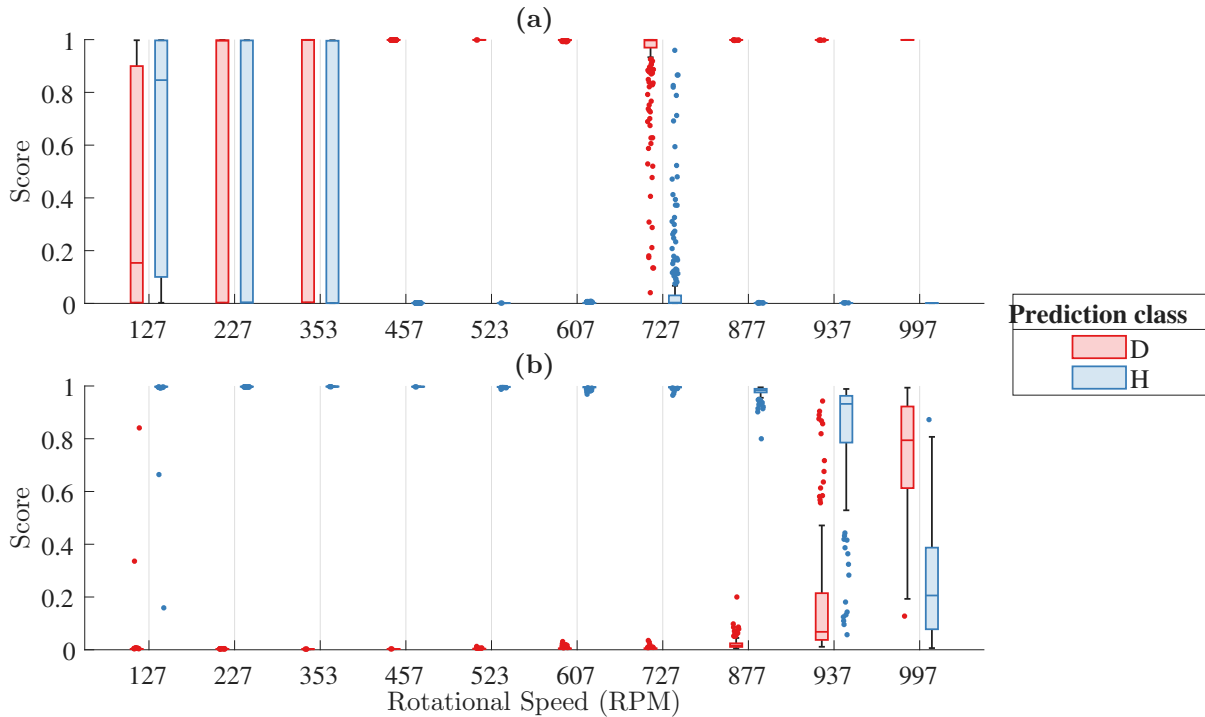 (a)
1
0.8
0.6
0.4
0.2
0
Score
127 227 353 457 523 607 727 877 937 997
(b)
1
0.8
0.6
0.4
0.2
0
Score
127 227 353 457 523 607 727 877 937 997
Rotational Speed (RPM)
Prediction class
D
H